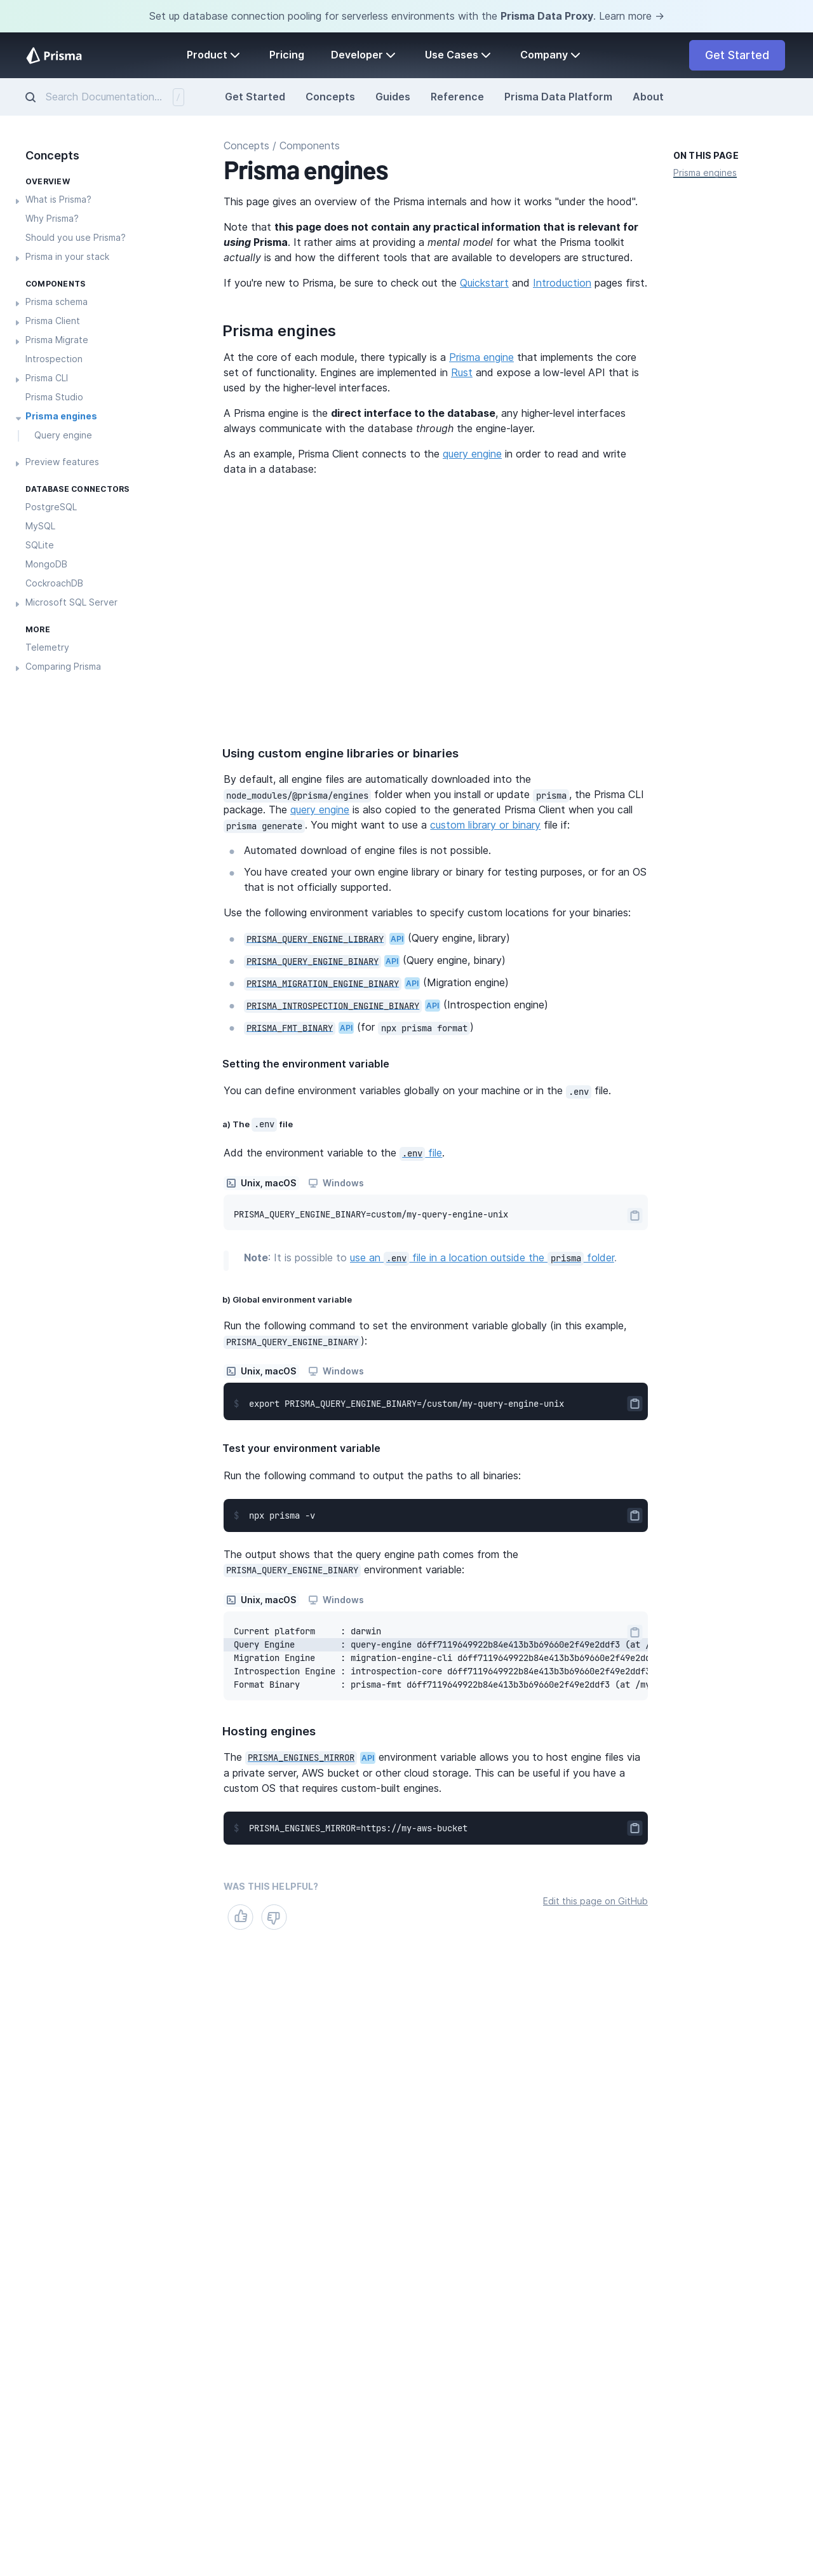 Set up database connection pooling for serverless environments with the Prisma Data Proxy. Learn more →
Prisma
Product
Pricing
Developer
Use Cases
Company
Get Started
Search Documentation... /
Get Started
Concepts
Guides
Reference
Prisma Data Platform
About
Concepts
OVERVIEW
What is Prisma?
Why Prisma?
Should you use Prisma?
Prisma in your stack
COMPONENTS
Prisma schema
Prisma Client
Prisma Migrate
Introspection
Prisma CLI
Prisma Studio
Prisma engines
Query engine
Preview features
DATABASE CONNECTORS
PostgreSQL
MySQL
SQLite
MongoDB
CockroachDB
Microsoft SQL Server
MORE
Telemetry
Comparing Prisma
Concepts / Components
Prisma engines
This page gives an overview of the Prisma internals and how it works "under the hood".
Note that this page does not contain any practical information that is relevant for
using Prisma. It rather aims at providing a mental model for what the Prisma toolkit
actually is and how the different tools that are available to developers are structured.
If you're new to Prisma, be sure to check out the Quickstart and Introduction pages first.
Prisma engines
At the core of each module, there typically is a Prisma engine that implements the core
set of functionality. Engines are implemented in Rust and expose a low-level API that is
used by the higher-level interfaces.
A Prisma engine is the direct interface to the database, any higher-level interfaces
always communicate with the database through the engine-layer.
As an example, Prisma Client connects to the query engine in order to read and write
data in a database:
Using custom engine libraries or binaries
By default, all engine files are automatically downloaded into the
node_modules/@prisma/engines folder when you install or update prisma, the Prisma CLI
package. The query engine is also copied to the generated Prisma Client when you call
prisma generate. You might want to use a custom library or binary file if:
Automated download of engine files is not possible.
You have created your own engine library or binary for testing purposes, or for an OS
that is not officially supported.
Use the following environment variables to specify custom locations for your binaries:
PRISMA_QUERY_ENGINE_LIBRARY API (Query engine, library)
PRISMA_QUERY_ENGINE_BINARY API (Query engine, binary)
PRISMA_MIGRATION_ENGINE_BINARY API (Migration engine)
PRISMA_INTROSPECTION_ENGINE_BINARY API (Introspection engine)
PRISMA_FMT_BINARY API (for npx prisma format)
Setting the environment variable
You can define environment variables globally on your machine or in the .env file.
a) The .env file
Add the environment variable to the .env file.
Unix, macOS
Windows
PRISMA_QUERY_ENGINE_BINARY=custom/my-query-engine-unix
Note: It is possible to use an .env file in a location outside the prisma folder.
b) Global environment variable
Run the following command to set the environment variable globally (in this example,
PRISMA_QUERY_ENGINE_BINARY):
Unix, macOS
Windows
$ export PRISMA_QUERY_ENGINE_BINARY=/custom/my-query-engine-unix
Test your environment variable
Run the following command to output the paths to all binaries:
$ npx prisma -v
The output shows that the query engine path comes from the
PRISMA_QUERY_ENGINE_BINARY environment variable:
Unix, macOS
Windows
Current platform : darwin
Query Engine : query-engine d6ff7119649922b84e413b3b69660e2f49e2ddf3 (at /
Migration Engine : migration-engine-cli d6ff7119649922b84e413b3b69660e2f49e2dd
Introspection Engine : introspection-core d6ff7119649922b84e413b3b69660e2f49e2ddf3
Format Binary : prisma-fmt d6ff7119649922b84e413b3b69660e2f49e2ddf3 (at /my
Hosting engines
The PRISMA_ENGINES_MIRROR API environment variable allows you to host engine files via
a private server, AWS bucket or other cloud storage. This can be useful if you have a
custom OS that requires custom-built engines.
$ PRISMA_ENGINES_MIRROR=https://my-aws-bucket
WAS THIS HELPFUL?
Edit this page on GitHub
ON THIS PAGE
Prisma engines